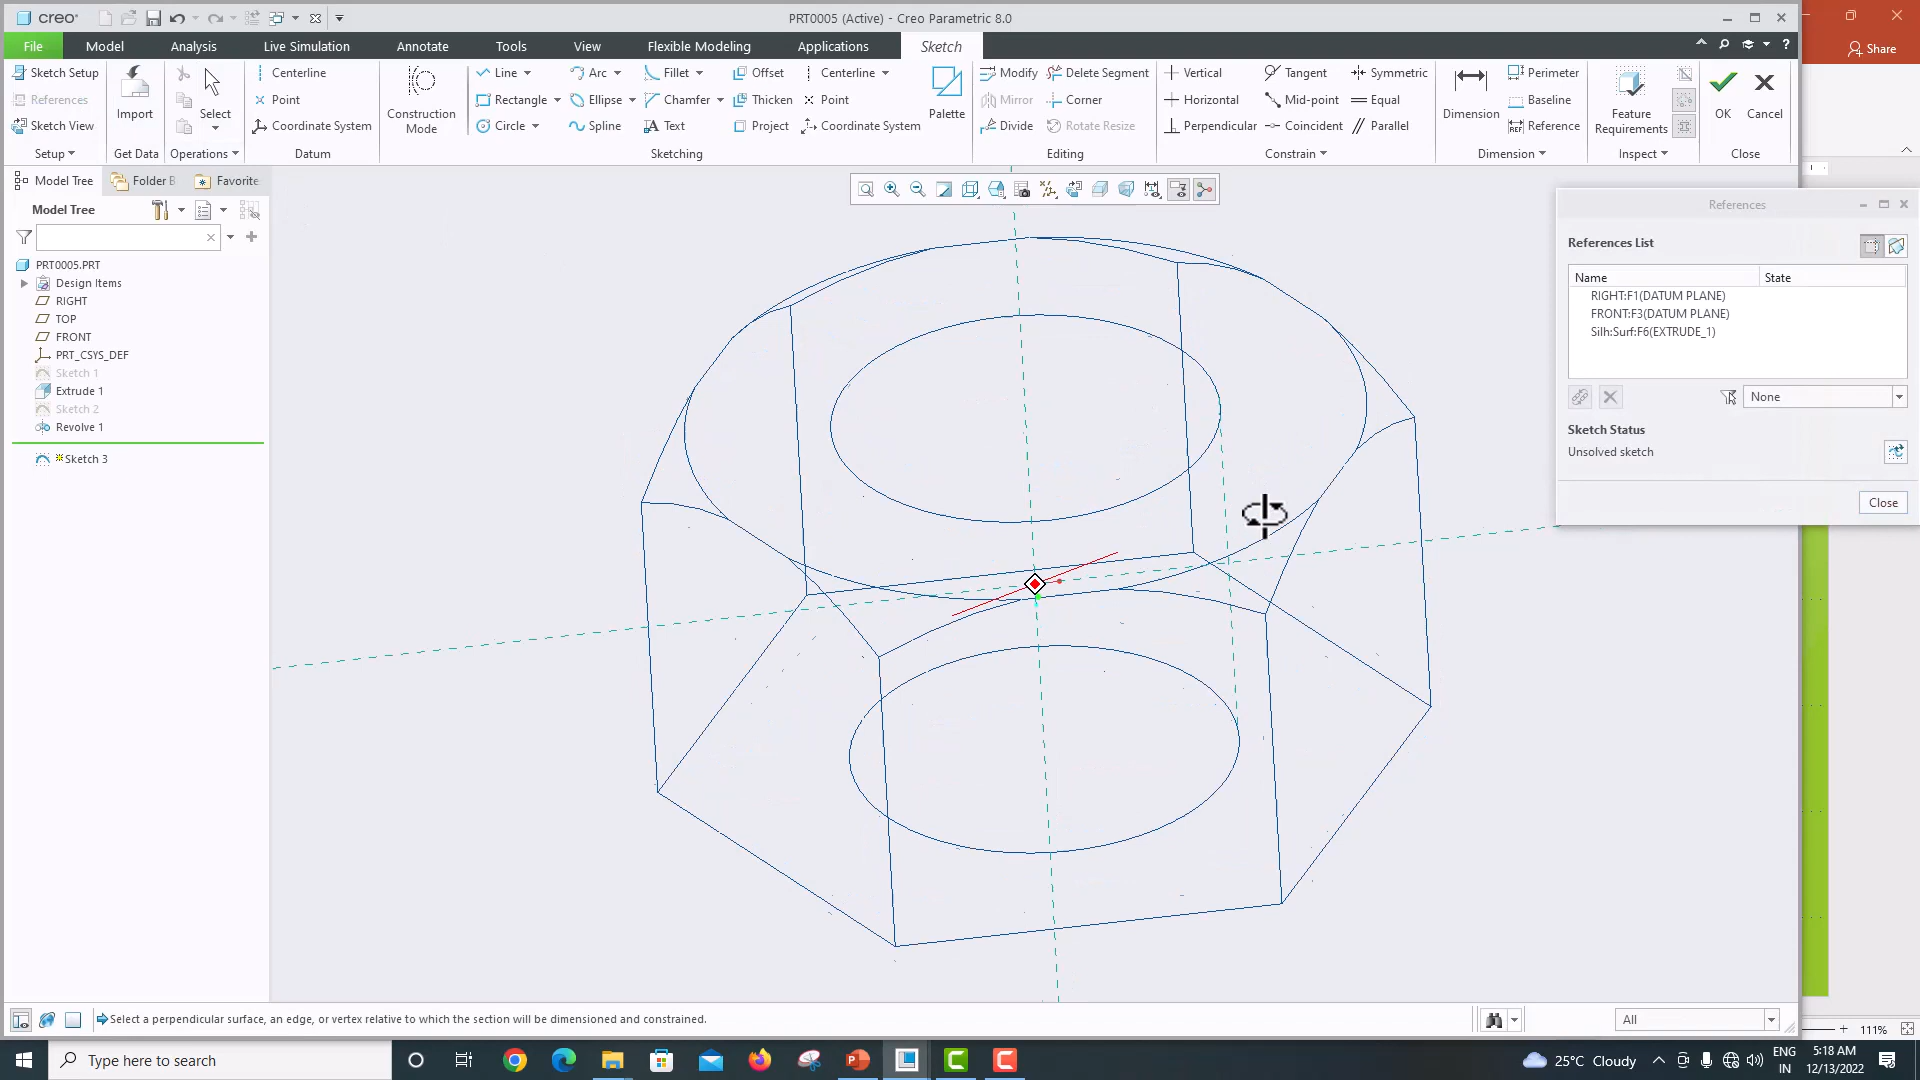 creo
PRT0005 (Active) - Creo Parametric 8.0
File Model Analysis Live Simulation Annotate Tools View Flexible Modeling Applications Sketch
Share
Sketch Setup
References
Sketch View
Setup
Import
Get Data
Select
Operations
Centerline
Point
Coordinate System
Datum
Construction
Mode
Line Arc Fillet Offset Centerline
Rectangle Ellipse Chamfer Thicken Point
Circle Spline Text Project Coordinate System
Palette
Sketching
Modify Delete Segment
Mirror Corner
Divide Rotate Resize
Editing
Vertical Tangent Symmetric
Horizontal Mid-point Equal
Perpendicular Coincident Parallel
Constrain
Dimension
Perimeter
Baseline
Reference
Dimension
Feature
Requirements
Inspect
OK Cancel
Close
Model Tree Folder B Favorite
Model Tree
PRT0005.PRT
Design Items
RIGHT
TOP
FRONT
PRT_CSYS_DEF
Sketch 1
Extrude 1
Sketch 2
Revolve 1
Sketch 3
References
References List
Name State
RIGHT:F1(DATUM PLANE)
FRONT:F3(DATUM PLANE)
Silh:Surf:F6(EXTRUDE_1)
None
Sketch Status
Unsolved sketch
Close
Select a perpendicular surface, an edge, or vertex relative to which the section will be dimensioned and constrained.
All
111%
Type here to search
25°C Cloudy
ENG
IN
5:18 AM
12/13/2022